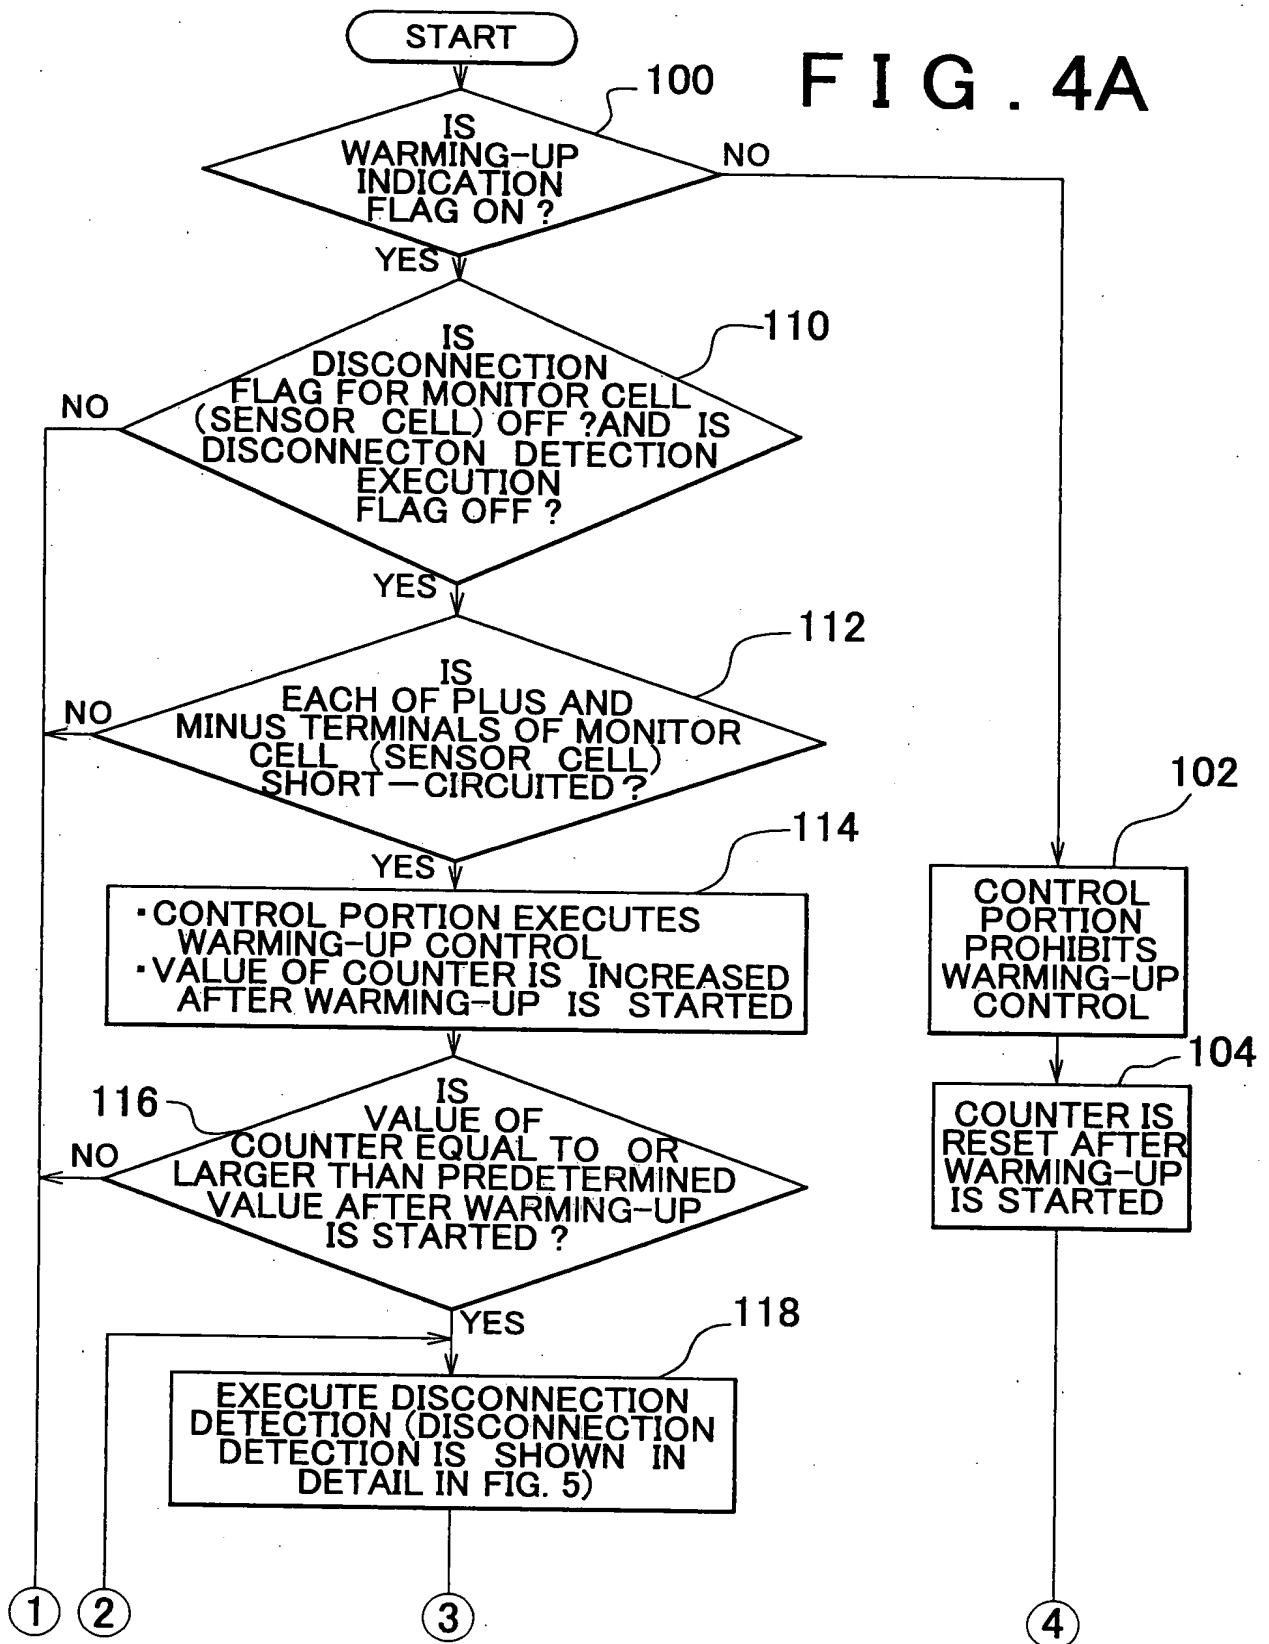 START
FIG. 4A
100
IS
WARMING-UP
INDICATION
FLAG ON ?
NO
YES
110
IS
DISCONNECTION
FLAG FOR MONITOR CELL
(SENSOR CELL) OFF ?AND IS
DISCONNECTON DETECTION
EXECUTION
FLAG OFF ?
NO
YES
112
IS
EACH OF PLUS AND
MINUS TERMINALS OF MONITOR
CELL (SENSOR CELL)
SHORT-CIRCUITED ?
NO
YES
114
・CONTROL PORTION EXECUTES
WARMING-UP CONTROL
・VALUE OF COUNTER IS INCREASED
AFTER WARMING-UP IS STARTED
102
CONTROL
PORTION
PROHIBITS
WARMING-UP
CONTROL
104
COUNTER IS
RESET AFTER
WARMING-UP
IS STARTED
116
IS
VALUE OF
COUNTER EQUAL TO OR
LARGER THAN PREDETERMINED
VALUE AFTER WARMING-UP
IS STARTED ?
NO
YES
118
EXECUTE DISCONNECTION
DETECTION (DISCONNECTION
DETECTION IS SHOWN IN
DETAIL IN FIG. 5)
1
2
3
4